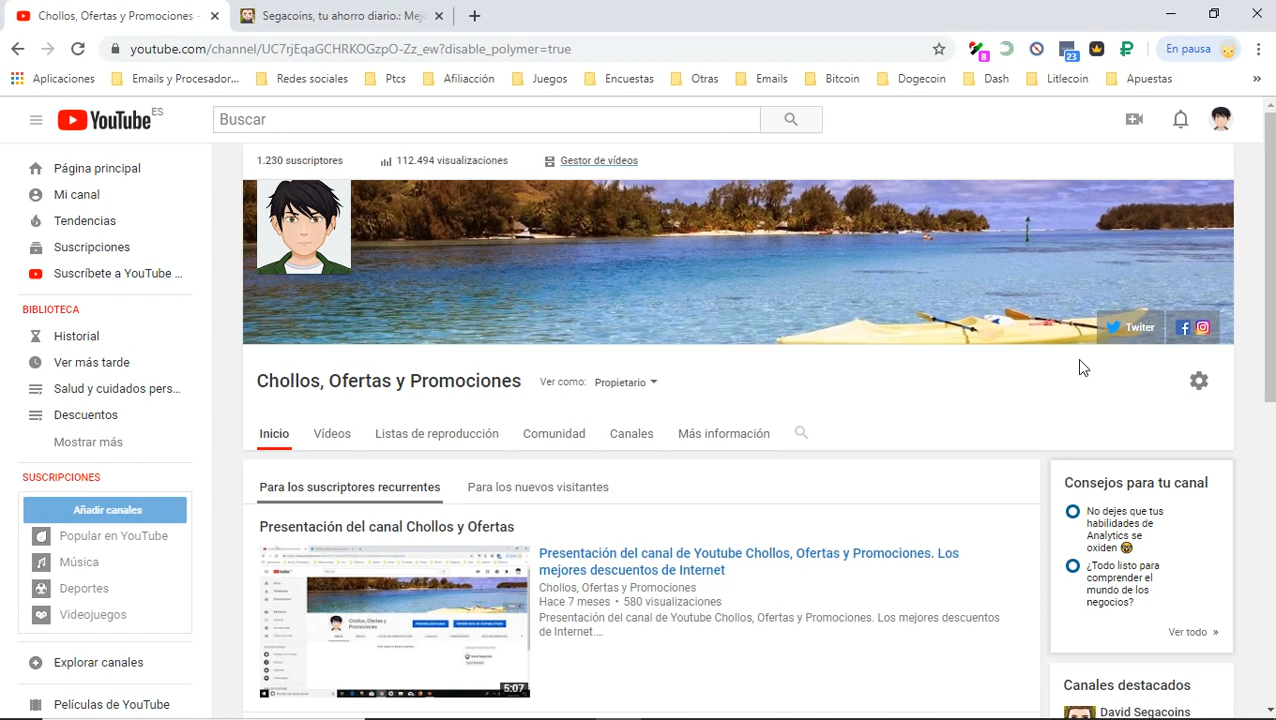 Chollos, Ofertas y Promociones -
Segacoins, tu ahorro diario.: Mejo
youtube.com/channel/UC7rjEqaGCHRKOGzpO-Zz_ew?disable_polymer=true
8
23
En pausa
Aplicaciones
Emails y Procesador...
Redes sociales
Ptcs
Afiliacción
Juegos
Encuestas
Otros
Emails
Bitcoin
Dogecoin
Dash
Litlecoin
Apuestas
»
YouTube ES
Buscar
Página principal
Mi canal
Tendencias
Suscripciones
Suscríbete a YouTube ...
BIBLIOTECA
Historial
Ver más tarde
Salud y cuidados pers...
Descuentos
Mostrar más
SUSCRIPCIONES
Añadir canales
Popular en YouTube
Música
Deportes
Videojuegos
Explorar canales
Películas de YouTube
1.230 suscriptores
112.494 visualizaciones
Gestor de vídeos
Twiter
Chollos, Ofertas y Promociones
Ver como: Propietario
Inicio
Vídeos
Listas de reproducción
Comunidad
Canales
Más información
Para los suscriptores recurrentes
Para los nuevos visitantes
Presentación del canal Chollos y Ofertas
5:07
Presentación del canal de Youtube Chollos, Ofertas y Promociones. Los
mejores descuentos de Internet
Chollos, Ofertas y Promociones
Hace 7 meses • 580 visualizaciones
Presentación del canal de Youtube Chollos, Ofertas y Promociones. Los mejores descuentos
de Internet...
Consejos para tu canal
No dejes que tus
habilidades de
Analytics se
oxiden
¿Todo listo para
comprender el
mundo de los
negocios?
Ver todo »
Canales destacados
David Segacoins